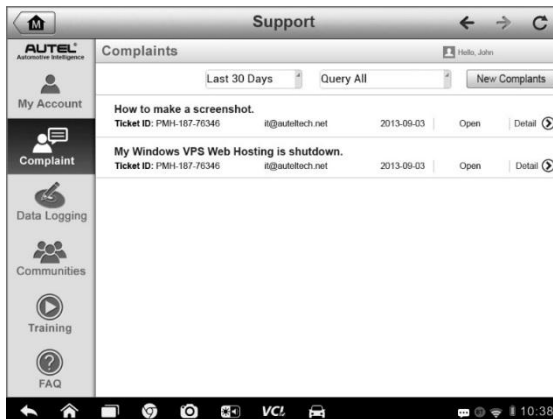 M
Support
AUTEL
Automotive Intelligence
Complaints
Hello, John
Last 30 Days
Query All
New Complants
My Account
How to make a screenshot.
Ticket ID: PMH-187-76346 it@auteltech.net 2013-09-03 Open Detail
Complaint
My Windows VPS Web Hosting is shutdown.
Ticket ID: PMH-187-76346 it@auteltech.net 2013-09-03 Open Detail
Data Logging
Communities
Training
?
FAQ
VCI
10:38